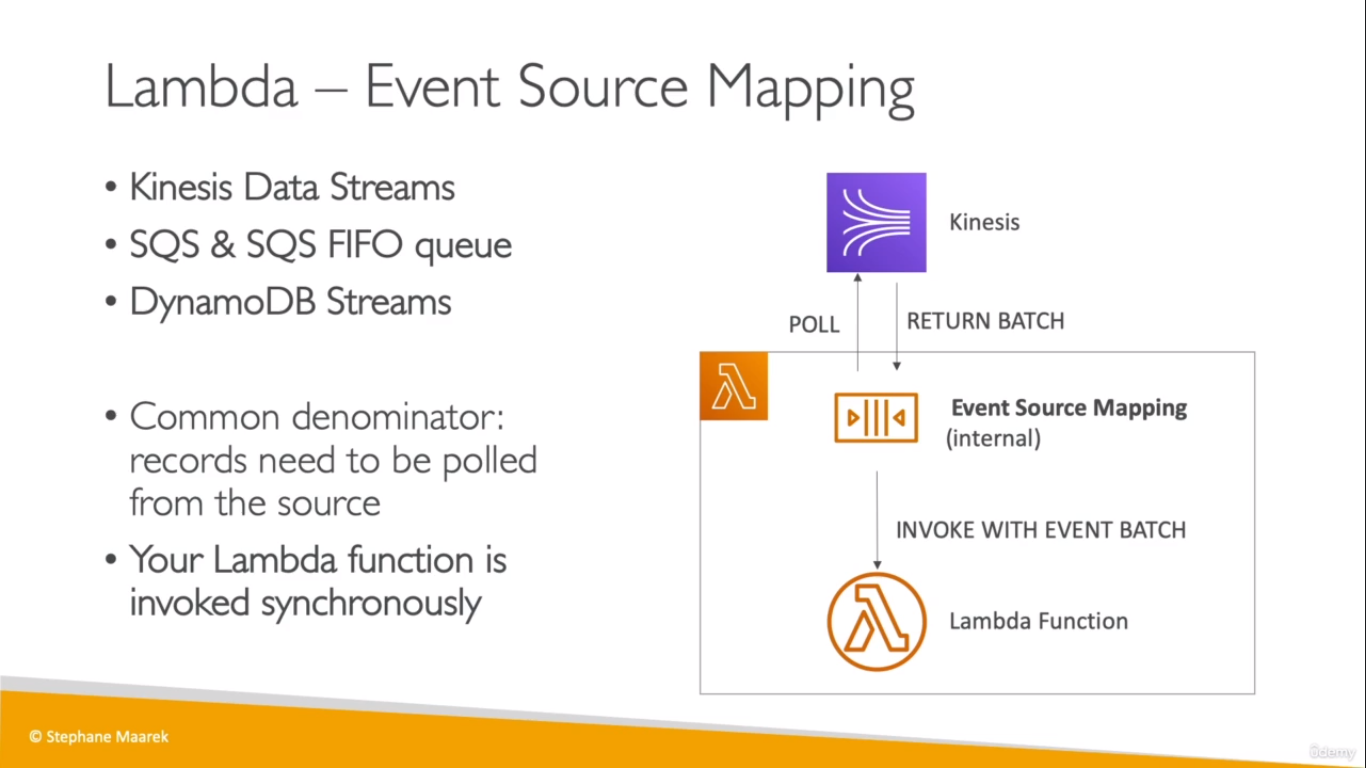 Lambda – Event Source Mapping
• Kinesis Data Streams
• SQS & SQS FIFO queue
• DynamoDB Streams
• Common denominator:
records need to be polled
from the source
• Your Lambda function is
invoked synchronously
Kinesis
POLL
RETURN BATCH
Event Source Mapping
(internal)
INVOKE WITH EVENT BATCH
Lambda Function
© Stephane Maarek
ûdemy